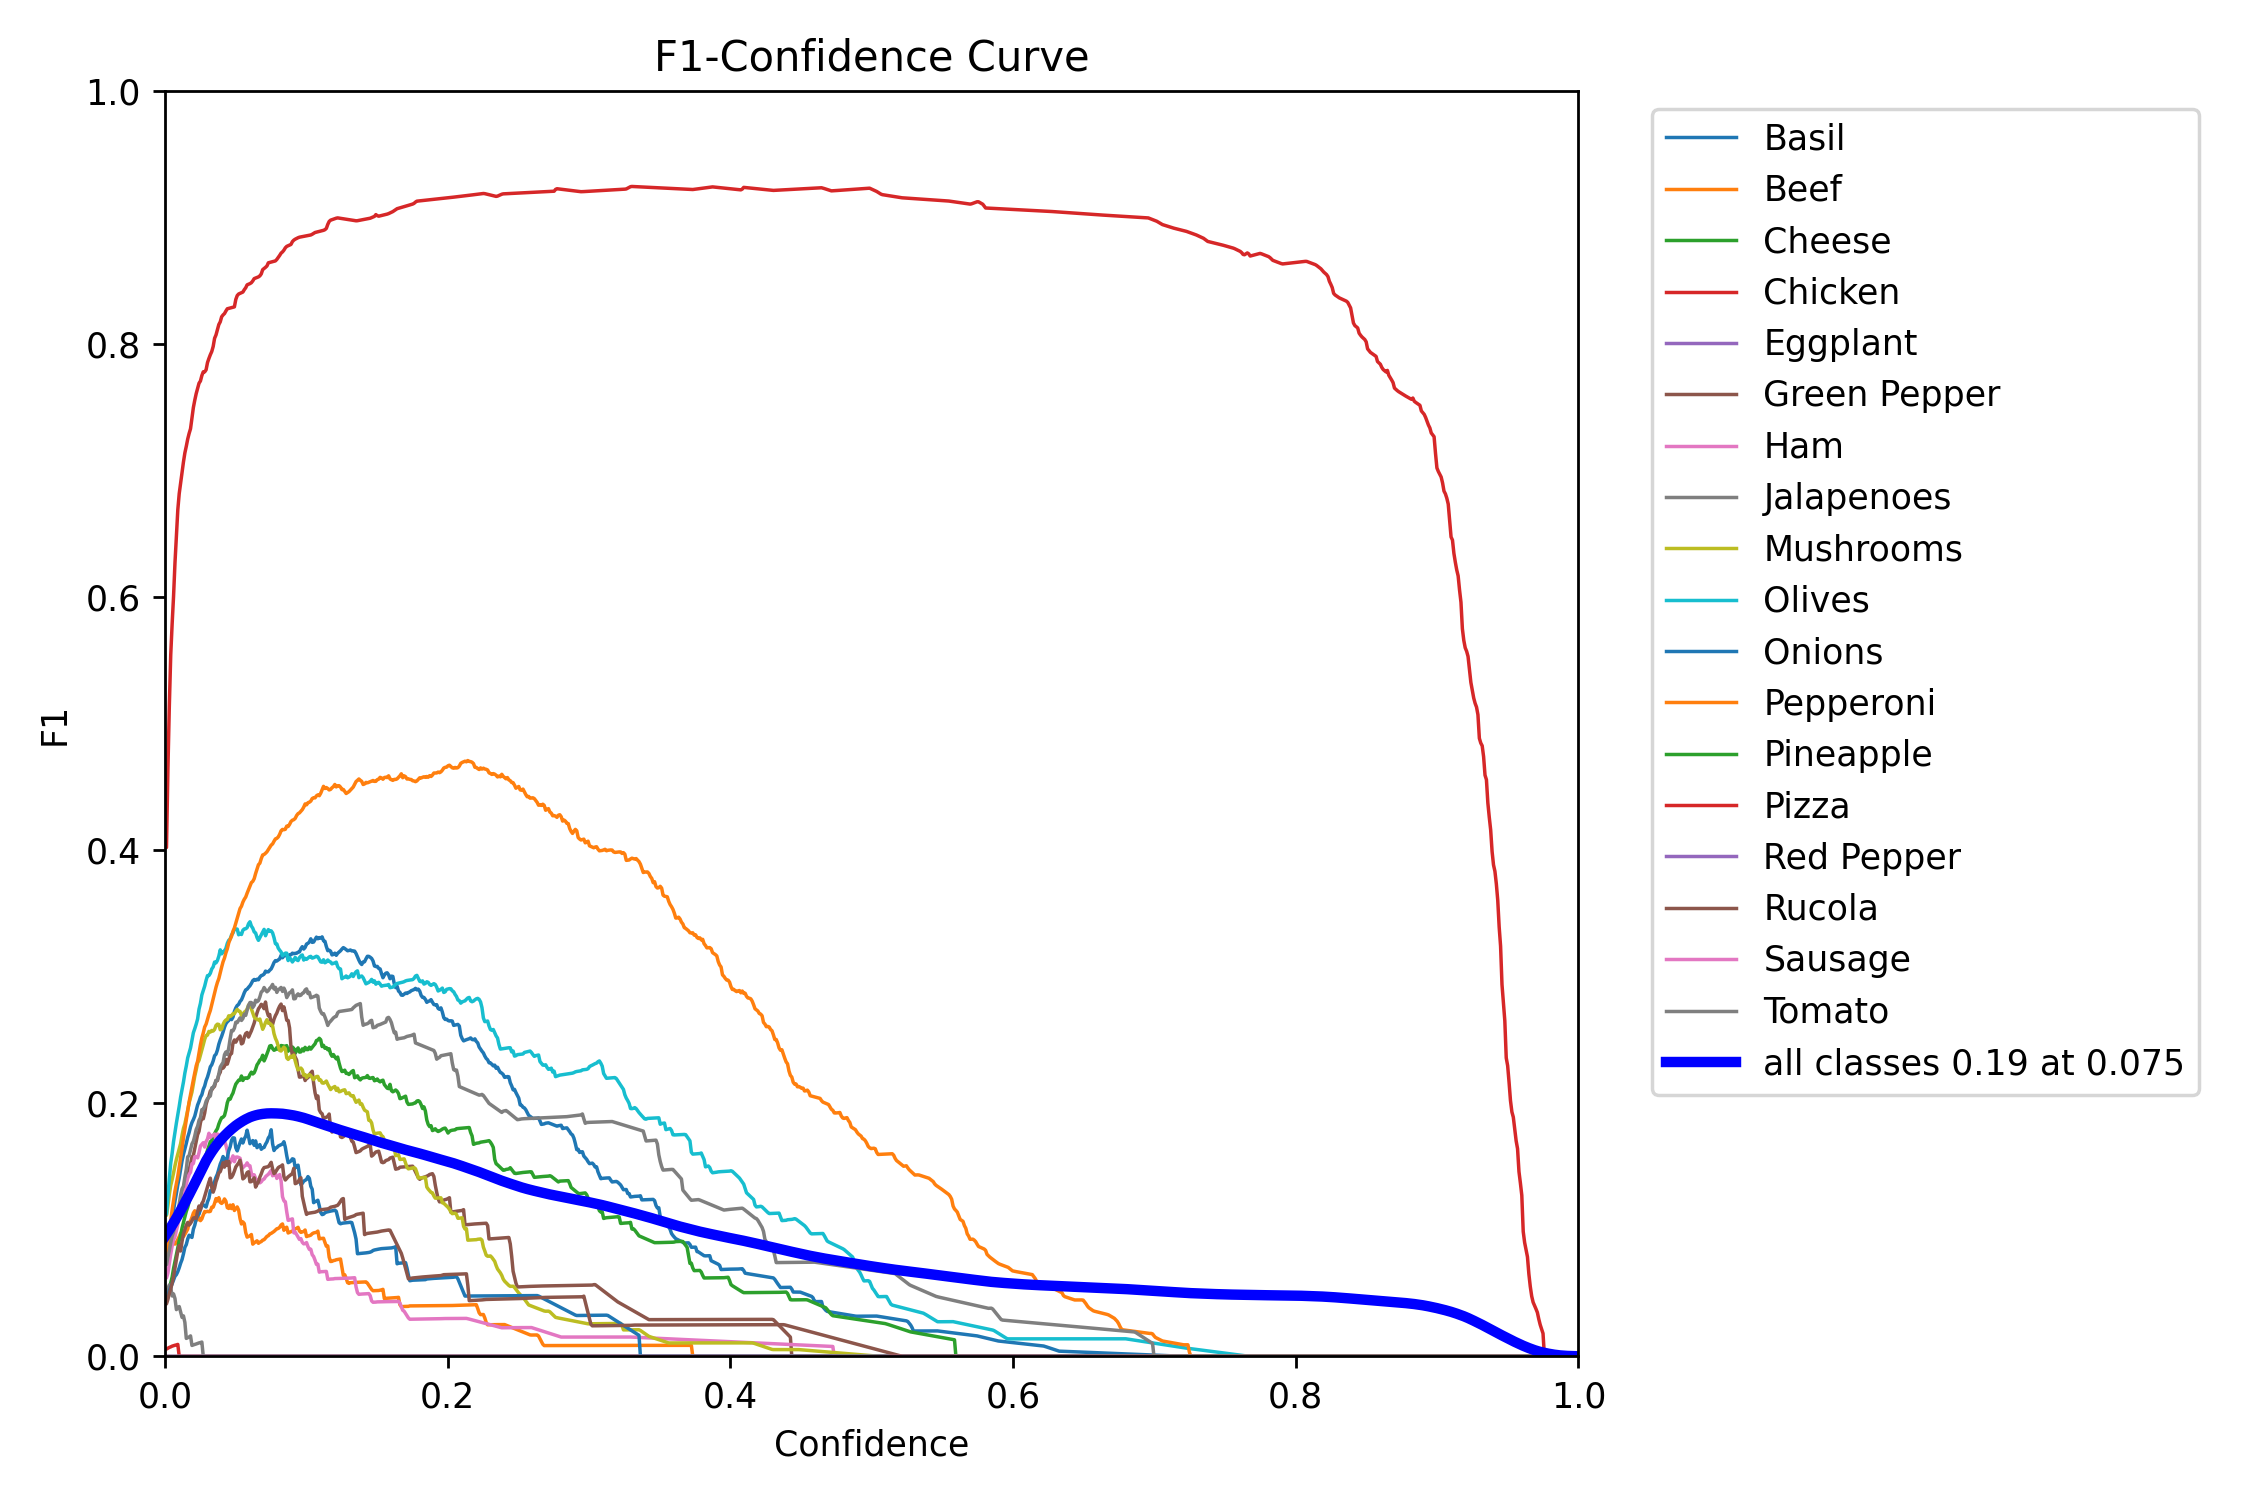 F1-Confidence Curve
1.0
0.8
0.6
0.4
0.2
0.0
F1
0.0 0.2 0.4 0.6 0.8 1.0
Confidence
Basil
Beef
Cheese
Chicken
Eggplant
Green Pepper
Ham
Jalapenoes
Mushrooms
Olives
Onions
Pepperoni
Pineapple
Pizza
Red Pepper
Rucola
Sausage
Tomato
all classes 0.19 at 0.075